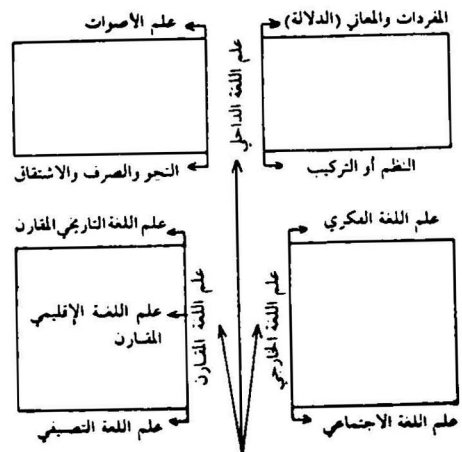 المفردات والمعاني (الدلالة)
علم الأصوات
علم اللغة الداخلي
النظم أو التركيب
النحو والصرف والاشتقاق
علم اللغة الفكري
علم اللغة التاريخي المقارن
علم اللغة الخارجي
علم اللغة المقارن
علم اللغة الإقليمي
المقارن
علم اللغة الاجتماعي
علم اللغة التصنيفي